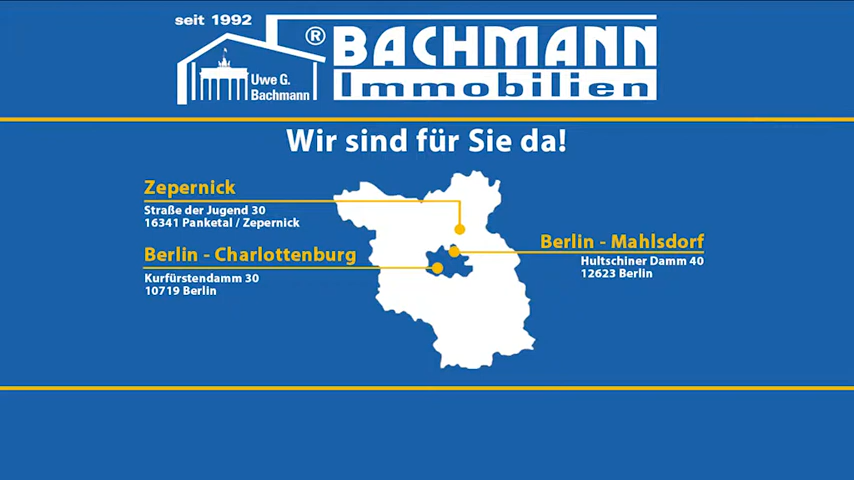 seit 1992
® BACHMANN
Immobilien
Uwe G.
Bachmann
Wir sind für Sie da!
Zepernick
Straße der Jugend 30
16341 Panketal / Zepernick
Berlin - Charlottenburg
Kurfürstendamm 30
10719 Berlin
Berlin - Mahlsdorf
Hultschiner Damm 40
12623 Berlin